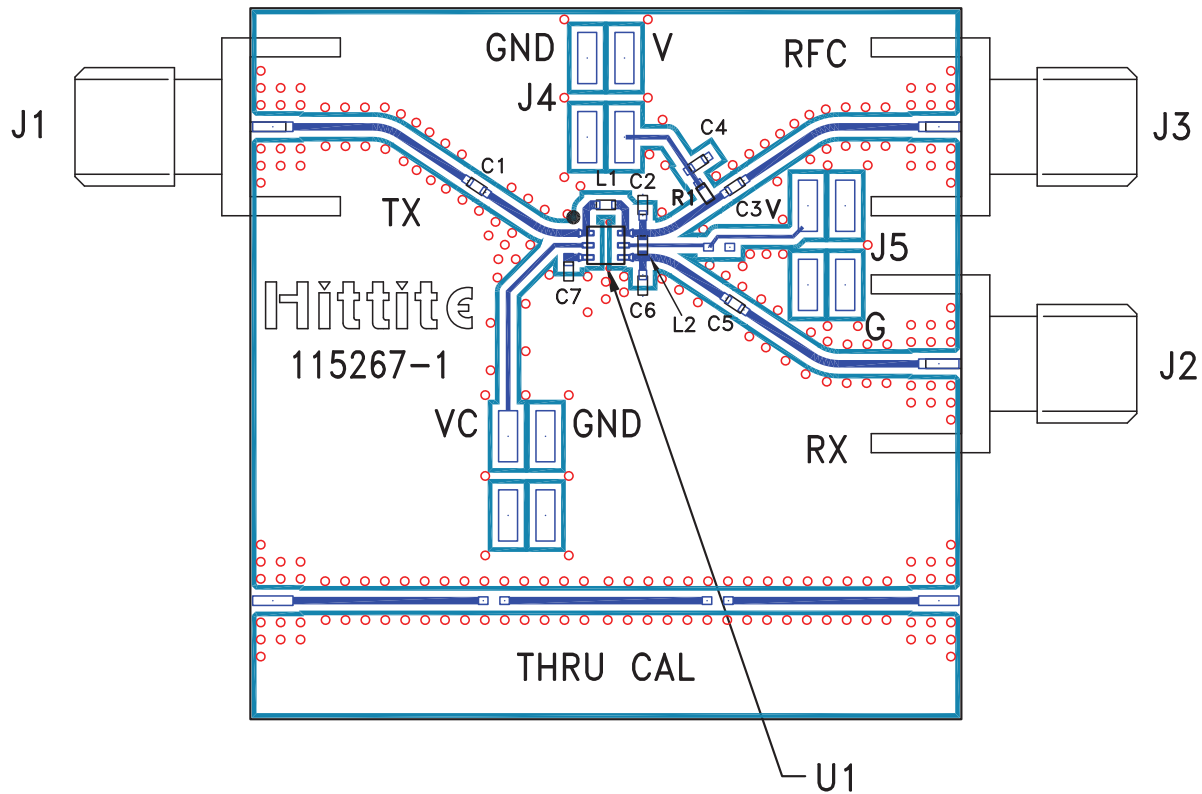 GND V
RFC
J4
J1
J3
C4
C1
L1 C2
R1
TX
C3 V
J5
C7
C6
L2 C5
Hittite
G
115267-1
J2
VC GND
RX
THRU CAL
U1